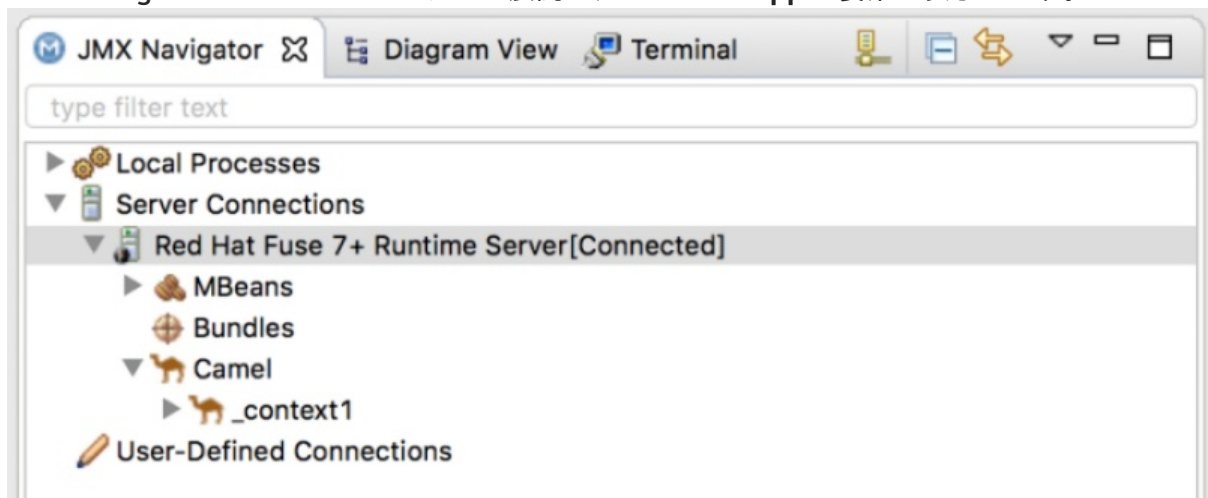 JMX Navigator Diagram View Terminal
type filter text
Local Processes
Server Connections
Red Hat Fuse 7+ Runtime Server[Connected]
MBeans
Bundles
Camel
_context1
User-Defined Connections